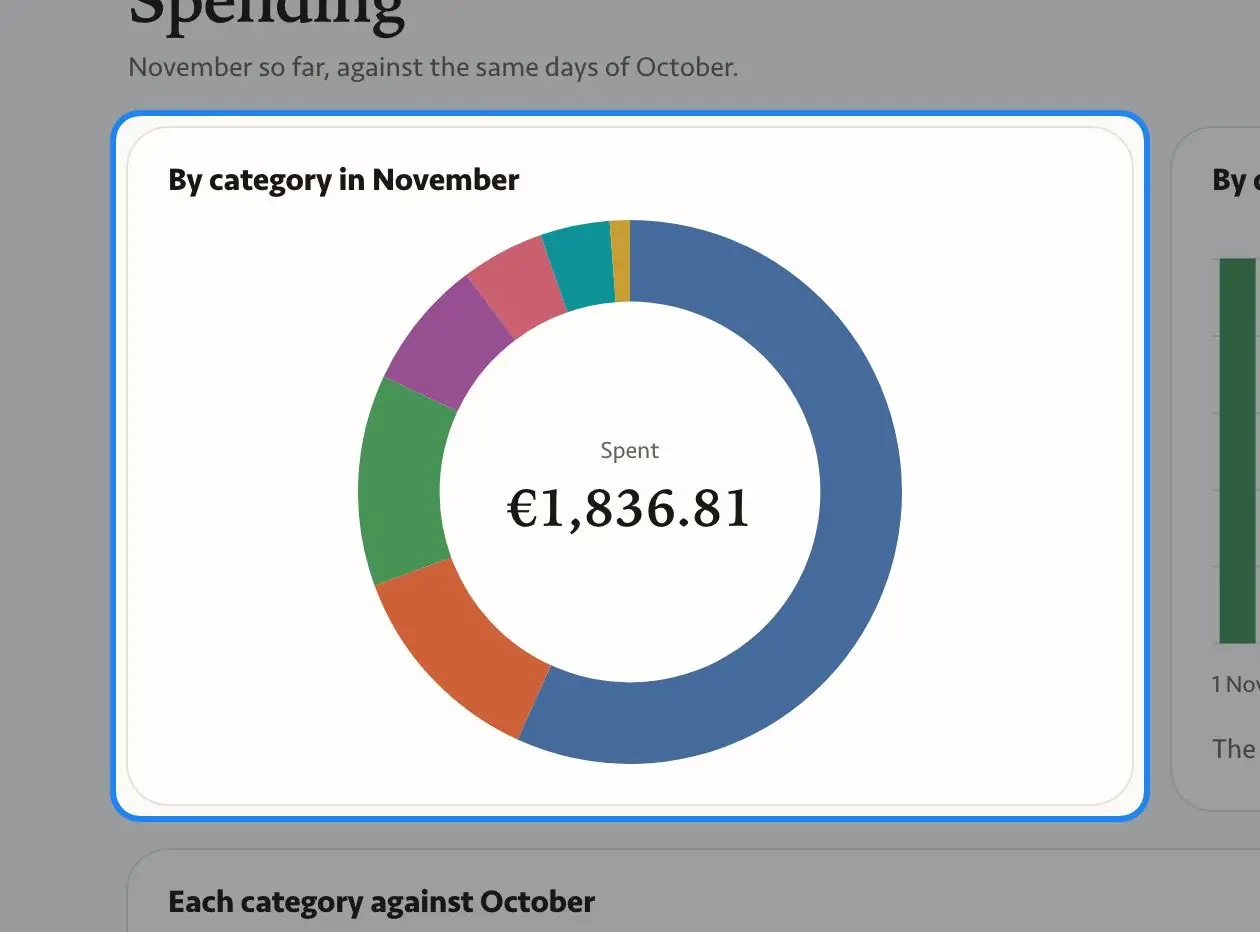 Spending
November so far, against the same days of October.
By category in November
Spent
€1,836.81
1 Nov
The
Each category against October